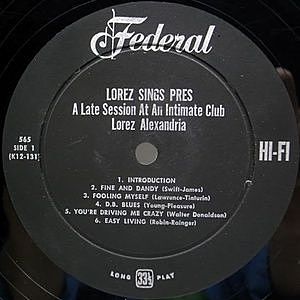 Federal
LOREZ SINGS PRES
A Late Session At An Intimate Club
Lorez Alexandria
565
SIDE 1
(K12-131)
HI-FI
1. INTRODUCTION
2. FINE AND DANDY (Swift-James)
3. FOOLING MYSELF (Lawrence-Tinturin)
4. D.B. BLUES (Young-Pleasure)
5. YOU'RE DRIVING ME CRAZY (Walter Donaldson)
6. EASY LIVING (Robin-Rainger)
LONG 33⅓ PLAY